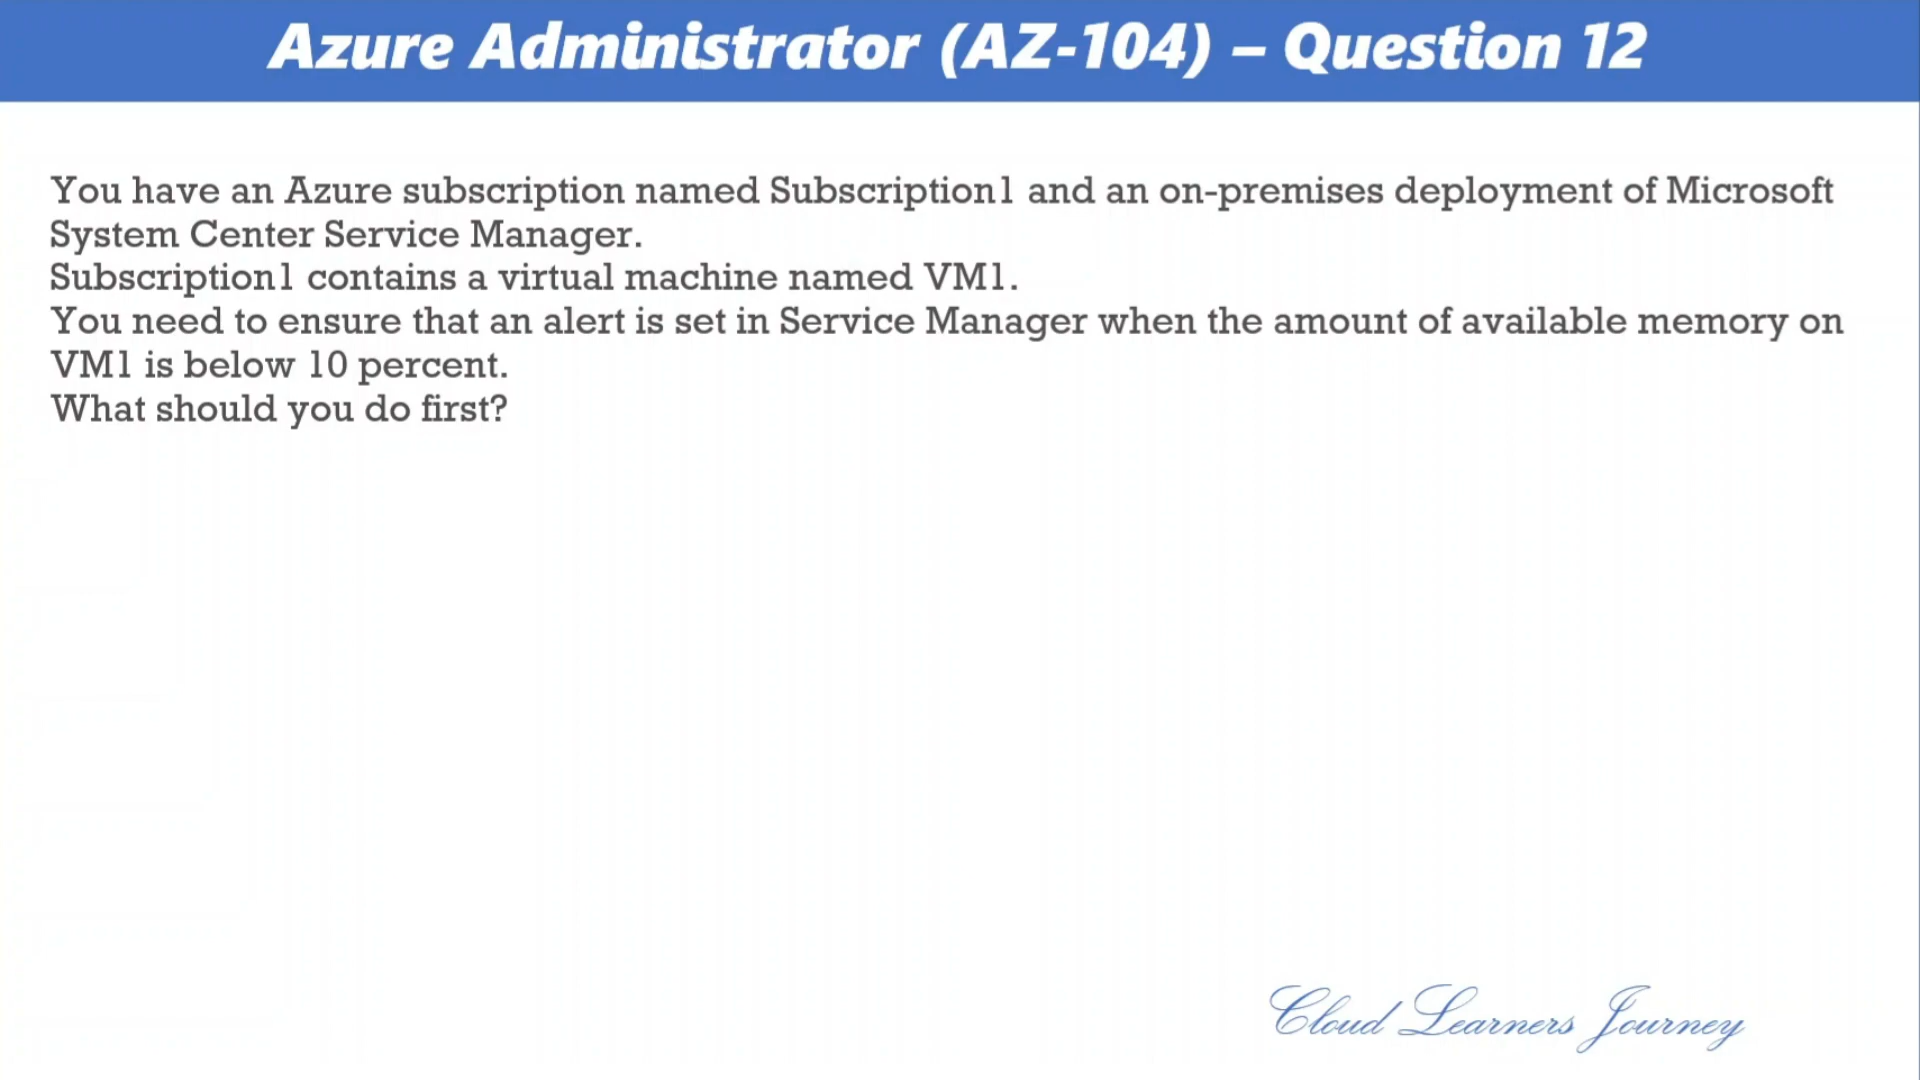 Azure Administrator (AZ-104) – Question 12
You have an Azure subscription named Subscription1 and an on-premises deployment of Microsoft
System Center Service Manager.
Subscription1 contains a virtual machine named VM1.
You need to ensure that an alert is set in Service Manager when the amount of available memory on
VM1 is below 10 percent.
What should you do first?
Cloud Learners Journey